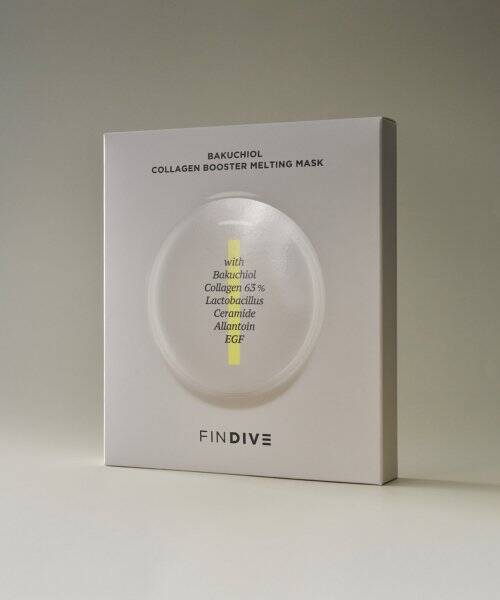 BAKUCHIOL
COLLAGEN BOOSTER MELTING MASK
with
Bakuchiol
Collagen 63 %
Lactobacillus
Ceramide
Allantoin
EGF
FINDIVE